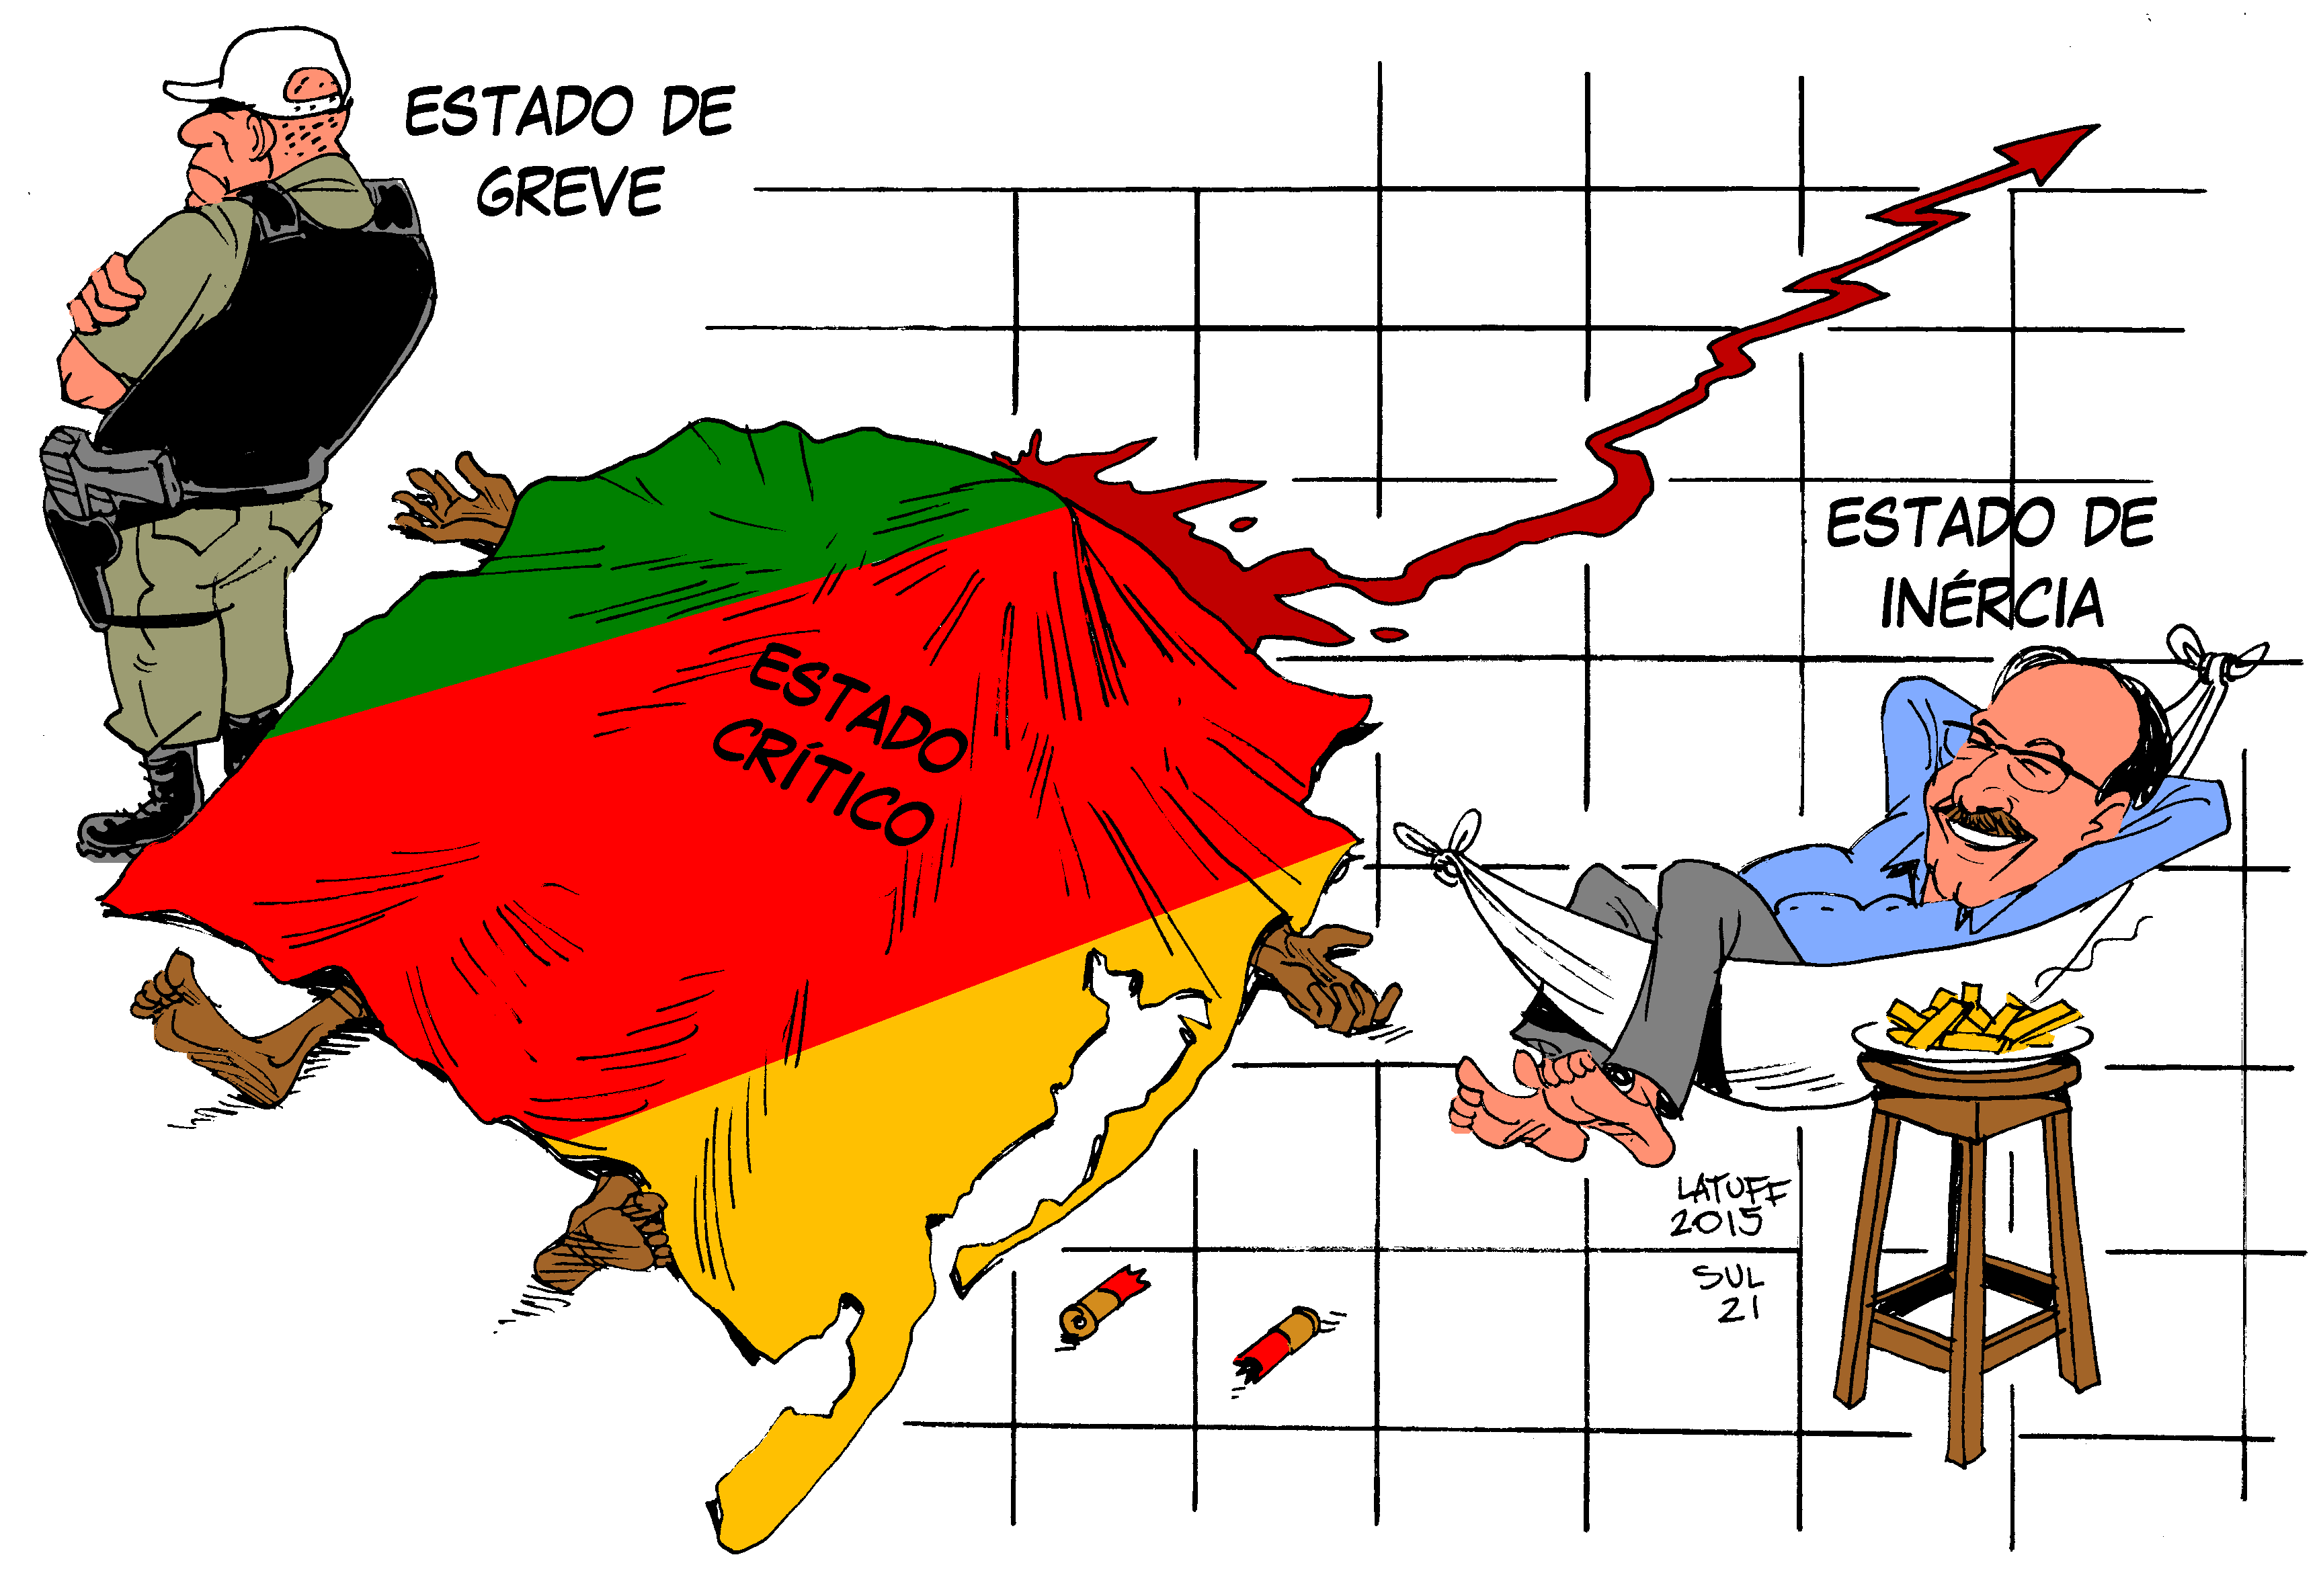 ESTADO DE
GREVE
ESTADO
CRÍTICO
ESTADO DE
INÉRCIA
LATUFF
2015
SUL
21